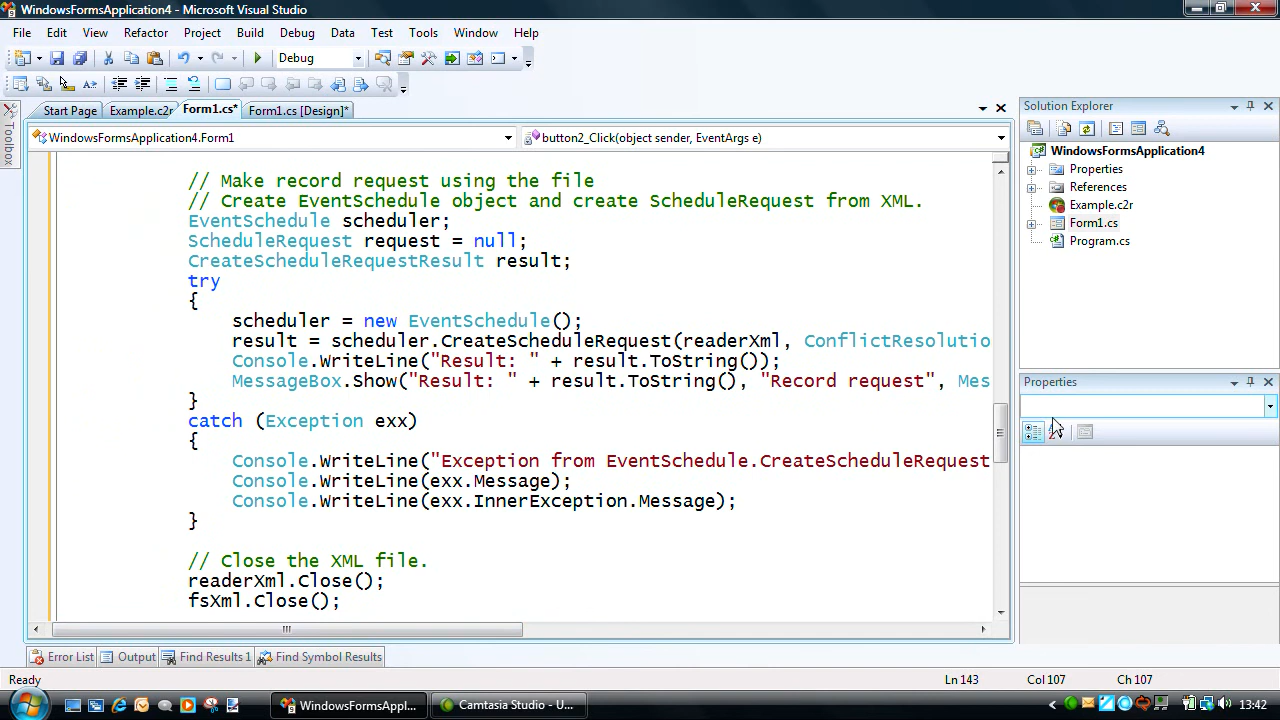 WindowsFormsApplication4 - Microsoft Visual Studio
File Edit View Refactor Project Build Debug Data Test Tools Window Help
Debug
Start Page Example.c2r Form1.cs* Form1.cs [Design]*
WindowsFormsApplication4.Form1 button2_Click(object sender, EventArgs e)
Toolbox
// Make record request using the file
// Create EventSchedule object and create ScheduleRequest from XML.
EventSchedule scheduler;
ScheduleRequest request = null;
CreateScheduleRequestResult result;
try
{
scheduler = new EventSchedule();
result = scheduler.CreateScheduleRequest(readerXml, ConflictResolutio
Console.WriteLine("Result: " + result.ToString());
MessageBox.Show("Result: " + result.ToString(), "Record request", Mes
}
catch (Exception exx)
{
Console.WriteLine("Exception from EventSchedule.CreateScheduleRequest
Console.WriteLine(exx.Message);
Console.WriteLine(exx.InnerException.Message);
}
// Close the XML file.
readerXml.Close();
fsXml.Close();
Solution Explorer
WindowsFormsApplication4
Properties
References
Example.c2r
Form1.cs
Program.cs
Properties
Error List Output Find Results 1 Find Symbol Results
Ready Ln 143 Col 107 Ch 107
WindowsFormsAppl... Camtasia Studio - U... 13:42